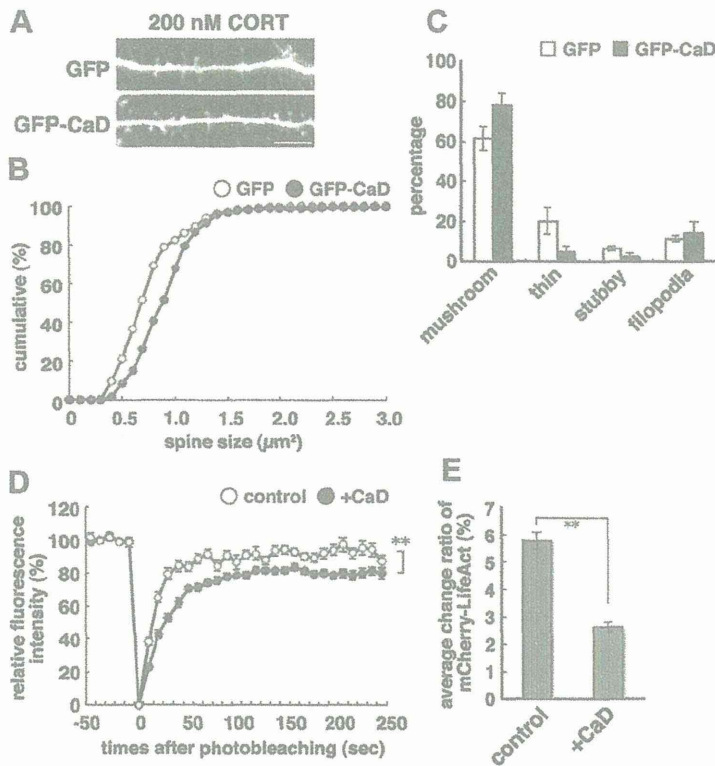 A
200 nM CORT
GFP
GFP-CaD
B
GFP GFP-CaD
cumulative (%)
100
80
60
40
20
0
0 0.5 1.0 1.5 2.0 2.5 3.0
spine size (µm²)
C
GFP GFP-CaD
percentage
100
80
60
40
20
0
mushroom
thin
stubby
filopodia
D
control +CaD
relative fluorescence
intensity (%)
120
100
80
60
40
20
0
**
-50 0 50 100 150 200 250
times after photobleaching (sec)
E
average change ratio of
mCherry-LifeAct (%)
7
6
5
4
3
2
1
0
**
control
+CaD